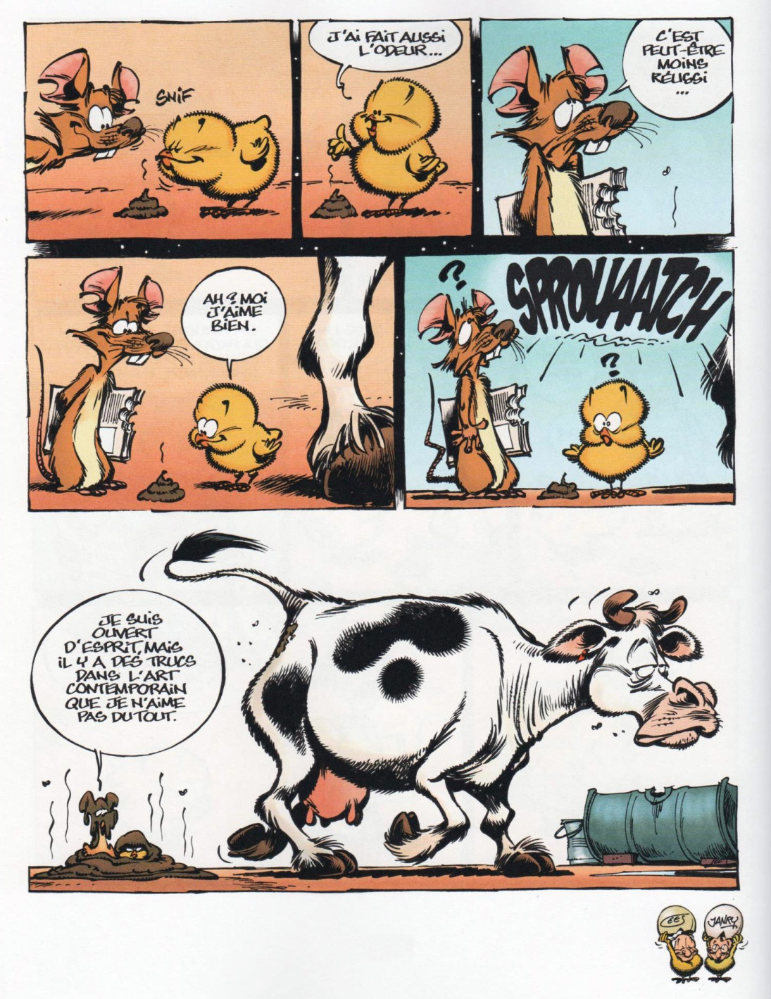 SNIF
J'AI FAIT AUSSI
L'ODEUR...
C'EST
PEUT-ÊTRE
MOINS
RÉUSSI
...
AH ? MOI
J'AIME
BIEN.
?
SPROUAATCH
?
JE SUIS
OUVERT
D'ESPRIT, MAIS
IL Y A DES TRUCS
DANS L'ART
CONTEMPORAIN
QUE JE N'AIME
PAS DU TOUT.
CEES
JANRY